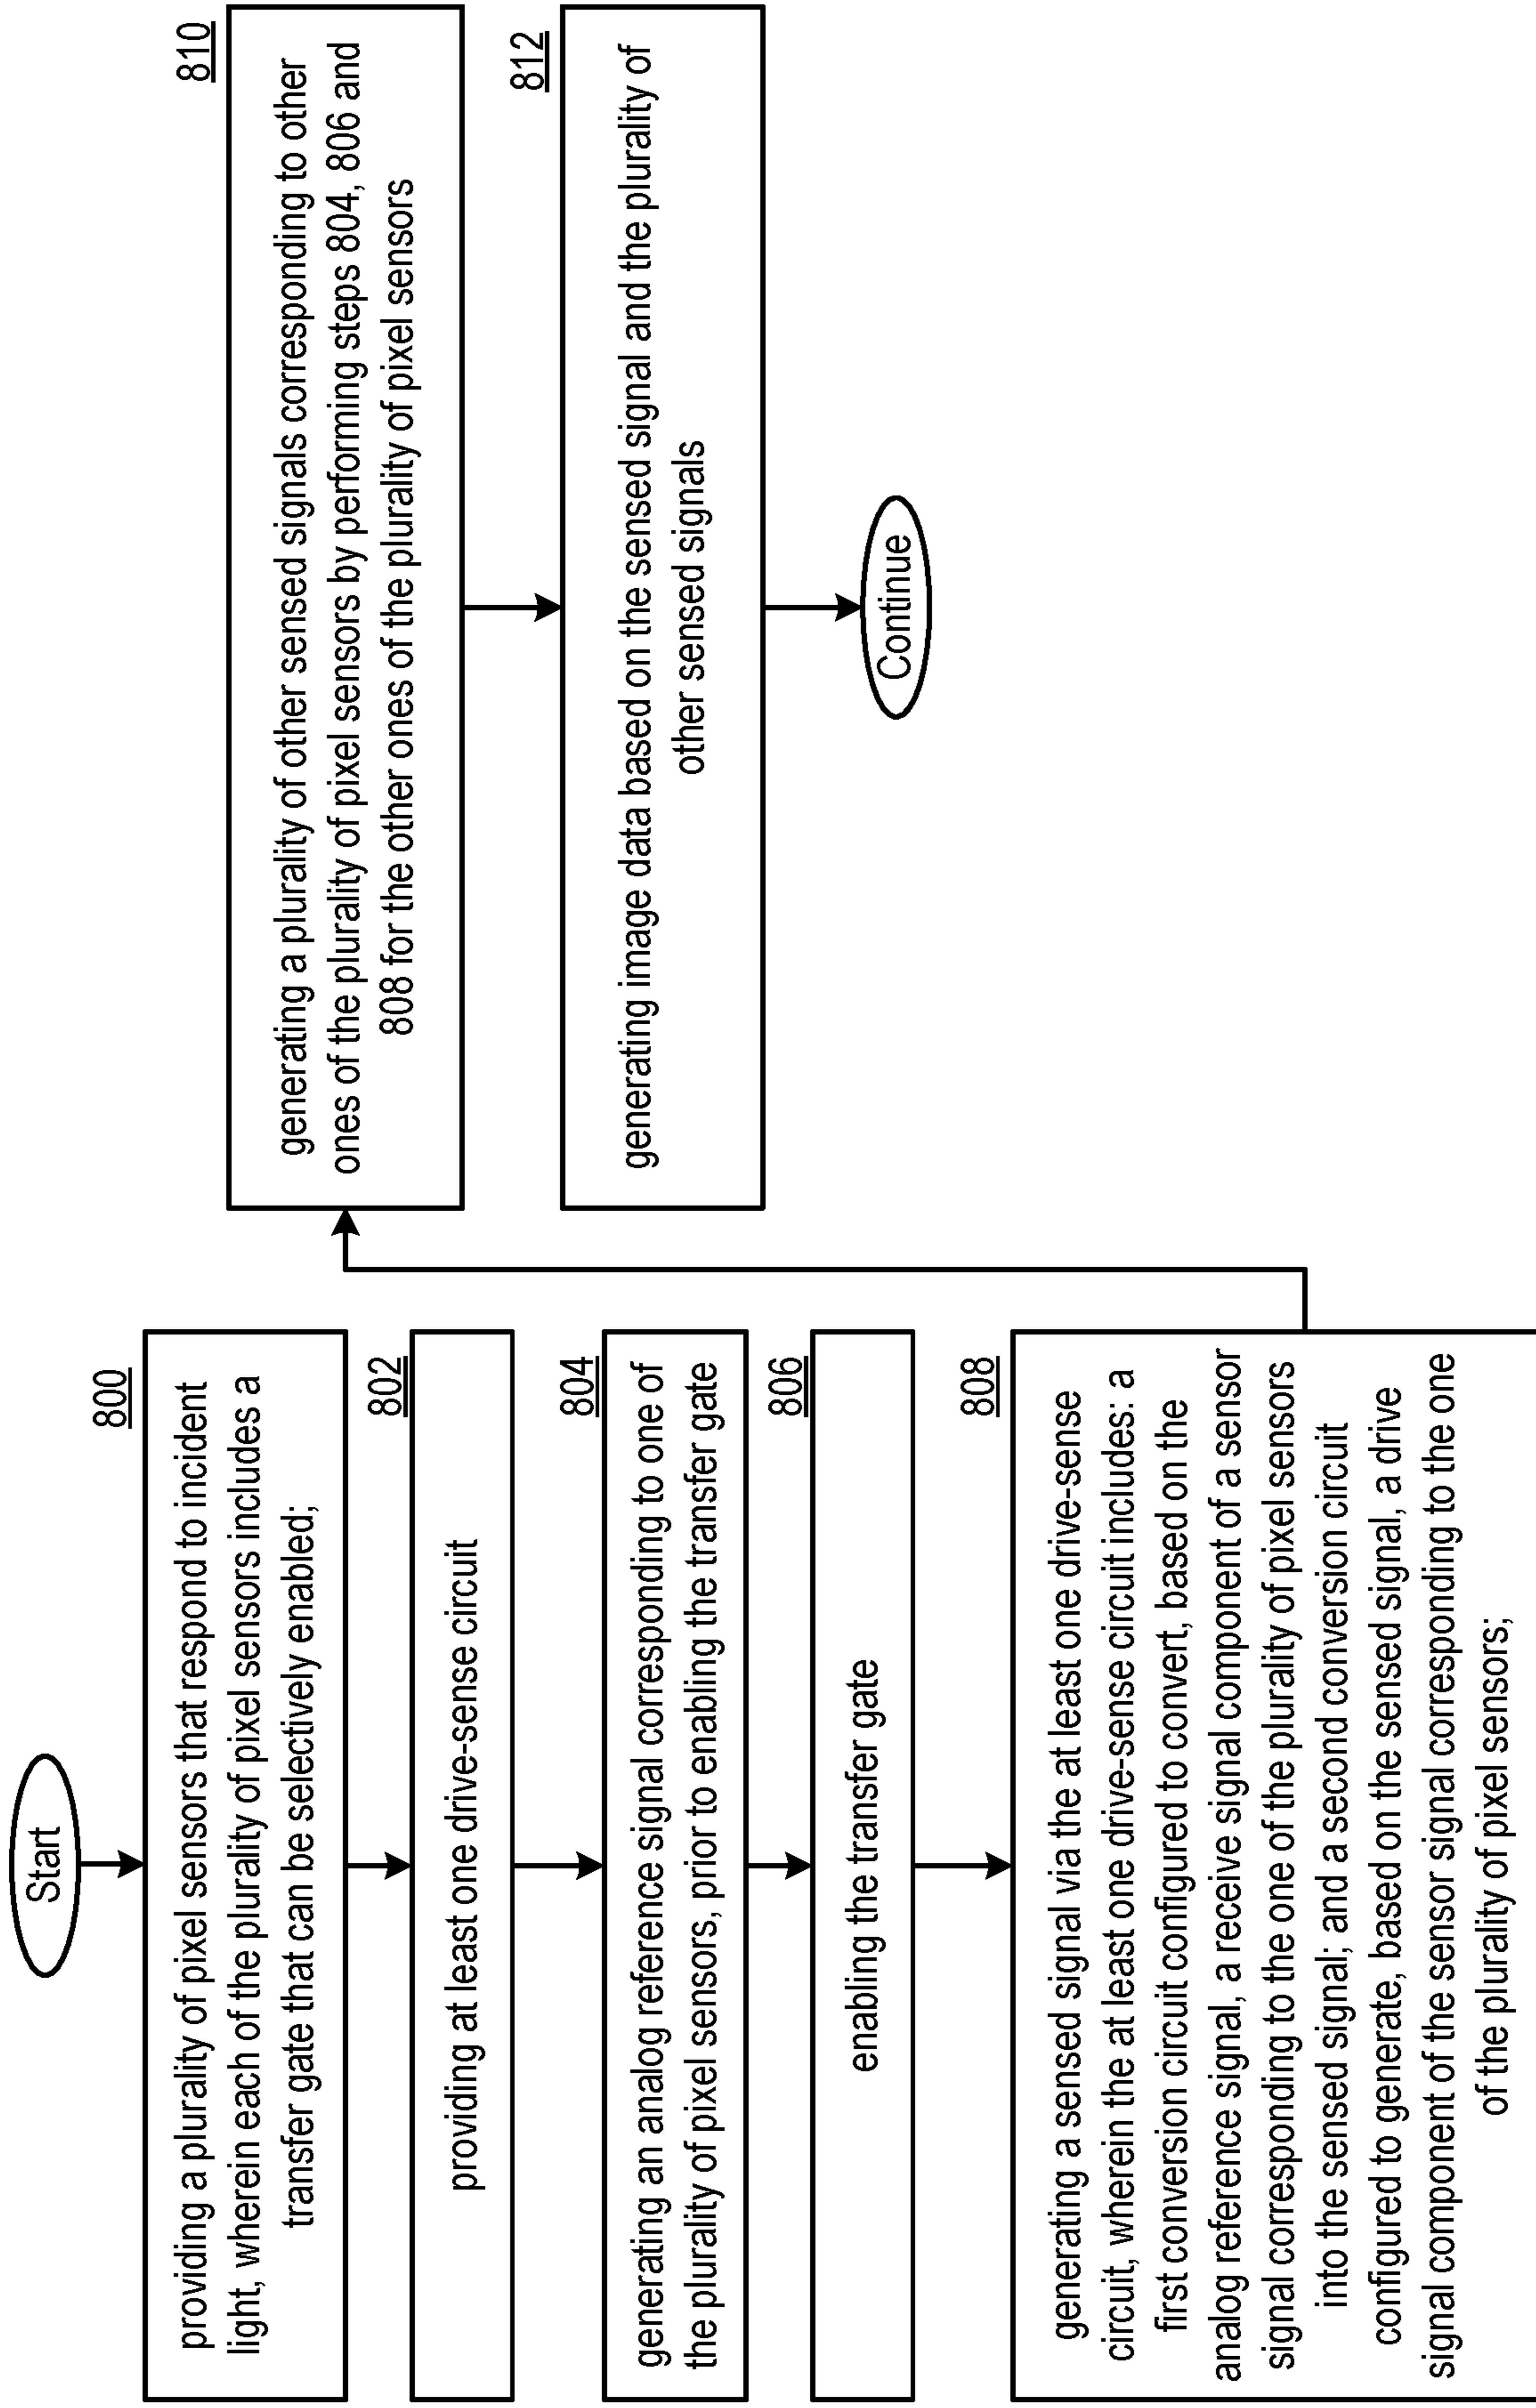 Start
800
providing a plurality of pixel sensors that respond to incident
light, wherein each of the plurality of pixel sensors includes a
transfer gate that can be selectively enabled;
802
providing at least one drive-sense circuit
804
generating an analog reference signal corresponding to one of
the plurality of pixel sensors, prior to enabling the transfer gate
806
enabling the transfer gate
808
generating a sensed signal via the at least one drive-sense
circuit, wherein the at least one drive-sense circuit includes: a
first conversion circuit configured to convert, based on the
analog reference signal, a receive signal component of a sensor
signal corresponding to the one of the plurality of pixel sensors
into the sensed signal; and a second conversion circuit
configured to generate, based on the sensed signal, a drive
signal component of the sensor signal corresponding to the one
of the plurality of pixel sensors;
810
generating a plurality of other sensed signals corresponding to other
ones of the plurality of pixel sensors by performing steps 804, 806 and
808 for the other ones of the plurality of pixel sensors
812
generating image data based on the sensed signal and the plurality of
other sensed signals
Continue